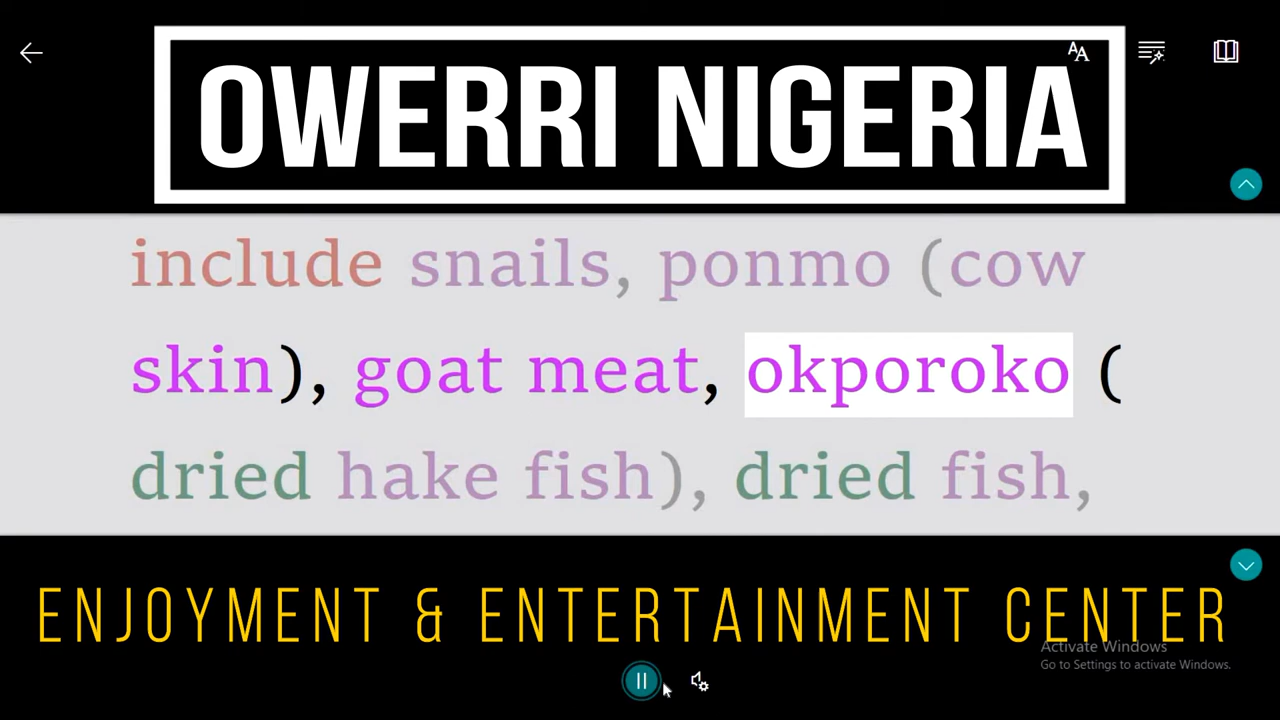 OWERRI NIGERIA
include snails, ponmo (cow
skin), goat meat, okporoko (
dried hake fish), dried fish,
ENJOYMENT & ENTERTAINMENT CENTER
Activate Windows
Go to Settings to activate Windows.